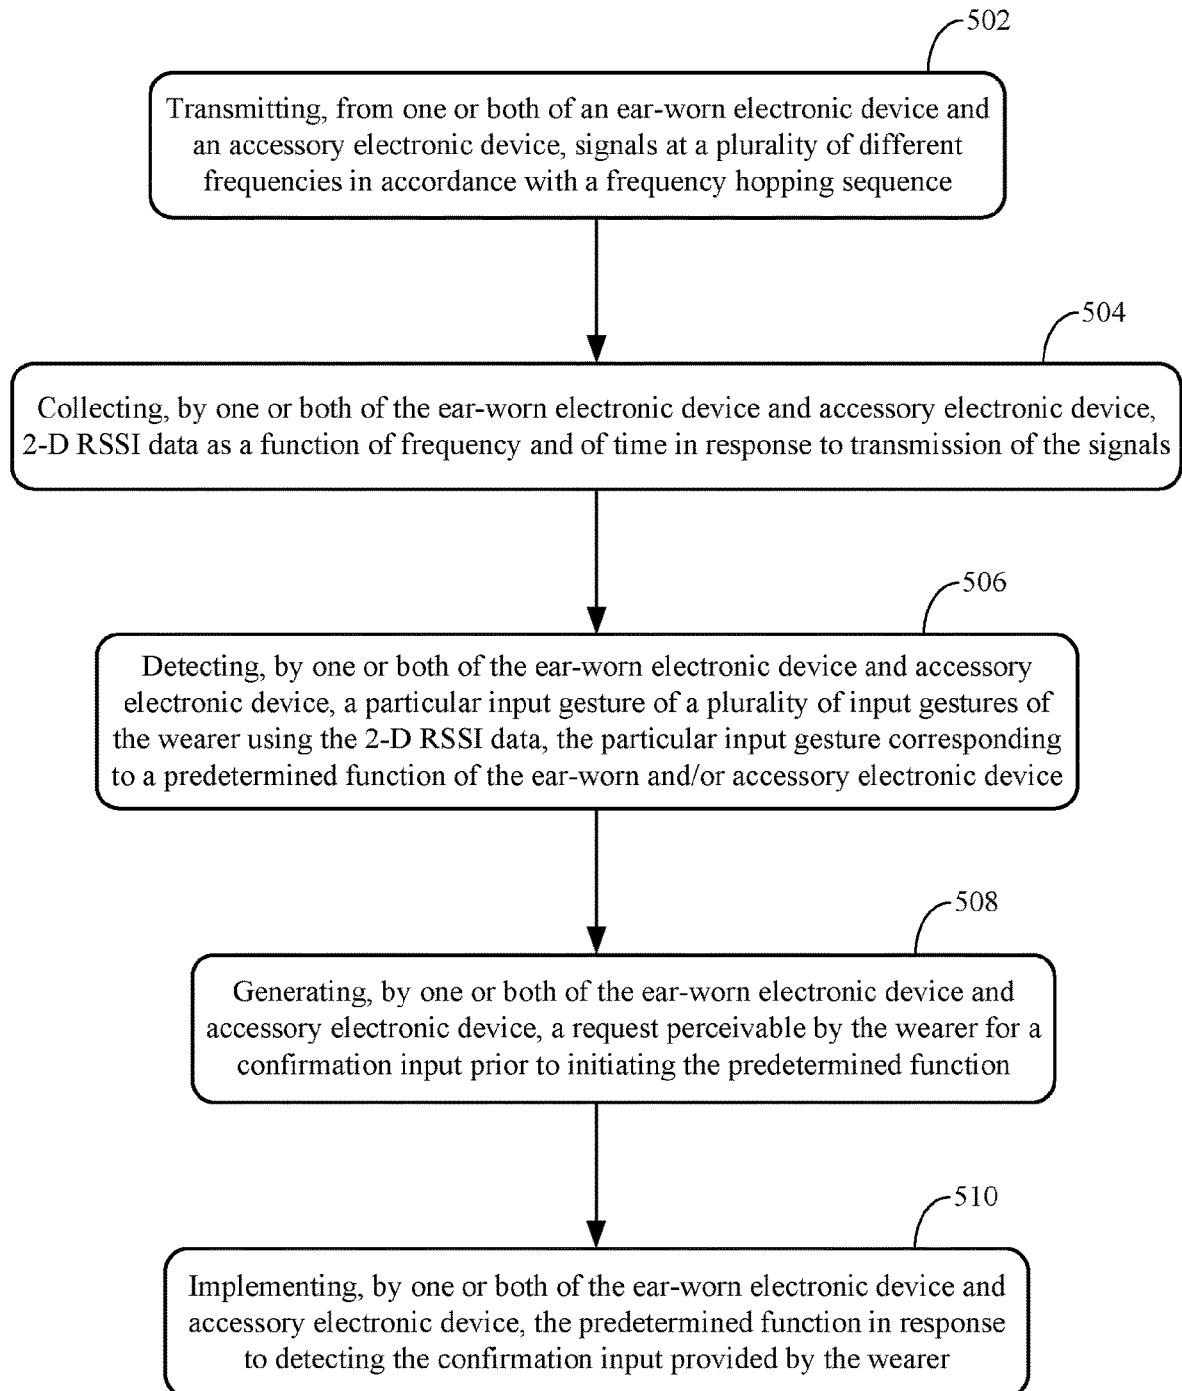 502
Transmitting, from one or both of an ear-worn electronic device and
an accessory electronic device, signals at a plurality of different
frequencies in accordance with a frequency hopping sequence
504
Collecting, by one or both of the ear-worn electronic device and accessory electronic device,
2-D RSSI data as a function of frequency and of time in response to transmission of the signals
506
Detecting, by one or both of the ear-worn electronic device and accessory
electronic device, a particular input gesture of a plurality of input gestures of
the wearer using the 2-D RSSI data, the particular input gesture corresponding
to a predetermined function of the ear-worn and/or accessory electronic device
508
Generating, by one or both of the ear-worn electronic device and
accessory electronic device, a request perceivable by the wearer for a
confirmation input prior to initiating the predetermined function
510
Implementing, by one or both of the ear-worn electronic device and
accessory electronic device, the predetermined function in response
to detecting the confirmation input provided by the wearer